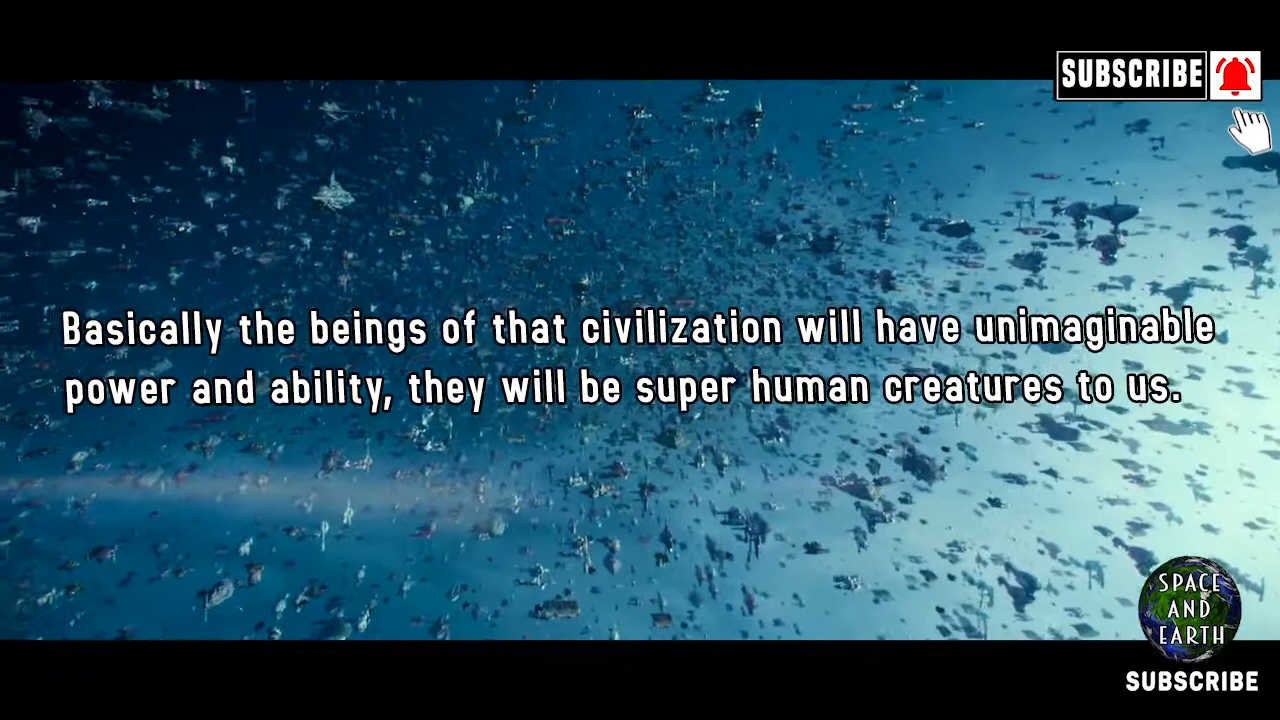 SUBSCRIBE
Basically the beings of that civilization will have unimaginable
power and ability, they will be super human creatures to us.
SPACE
AND
EARTH
SUBSCRIBE